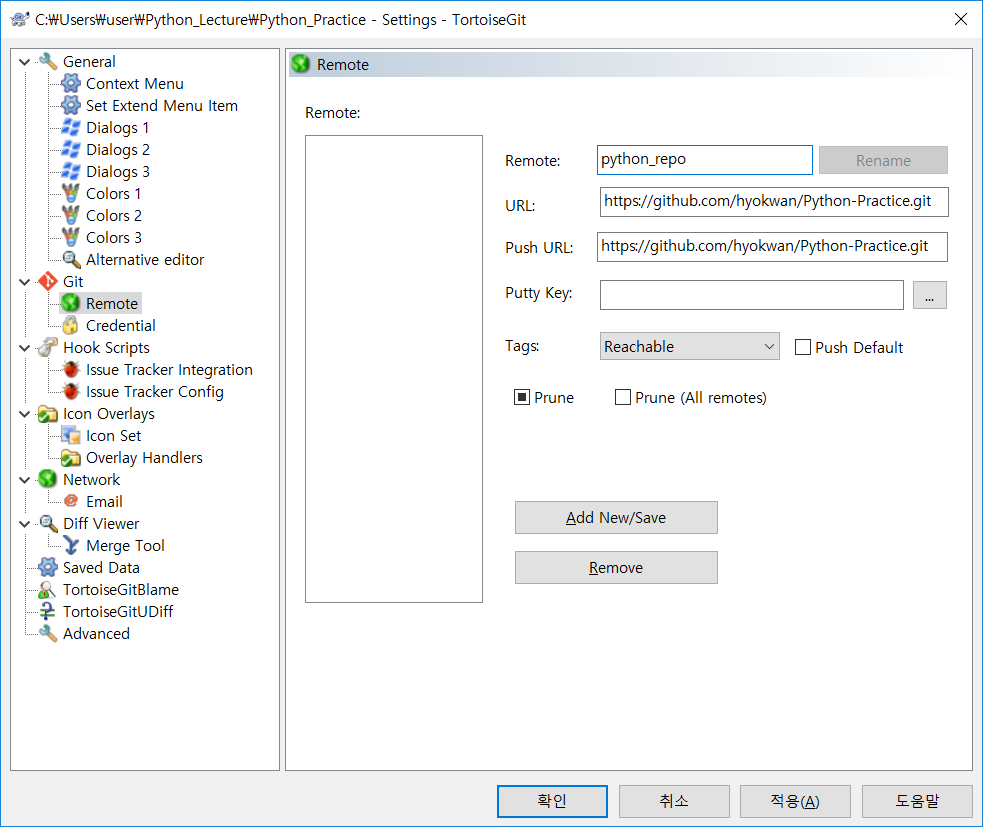 C:₩Users₩user₩Python_Lecture₩Python_Practice - Settings - TortoiseGit
General
Context Menu
Set Extend Menu Item
Dialogs 1
Dialogs 2
Dialogs 3
Colors 1
Colors 2
Colors 3
Alternative editor
Git
Remote
Credential
Hook Scripts
Issue Tracker Integration
Issue Tracker Config
Icon Overlays
Icon Set
Overlay Handlers
Network
Email
Diff Viewer
Merge Tool
Saved Data
TortoiseGitBlame
TortoiseGitUDiff
Advanced
Remote
Remote:
Remote: python_repo Rename
URL: https://github.com/hyokwan/Python-Practice.git
Push URL: https://github.com/hyokwan/Python-Practice.git
Putty Key: ...
Tags: Reachable Push Default
Prune Prune (All remotes)
Add New/Save
Remove
확인 취소 적용(A) 도움말